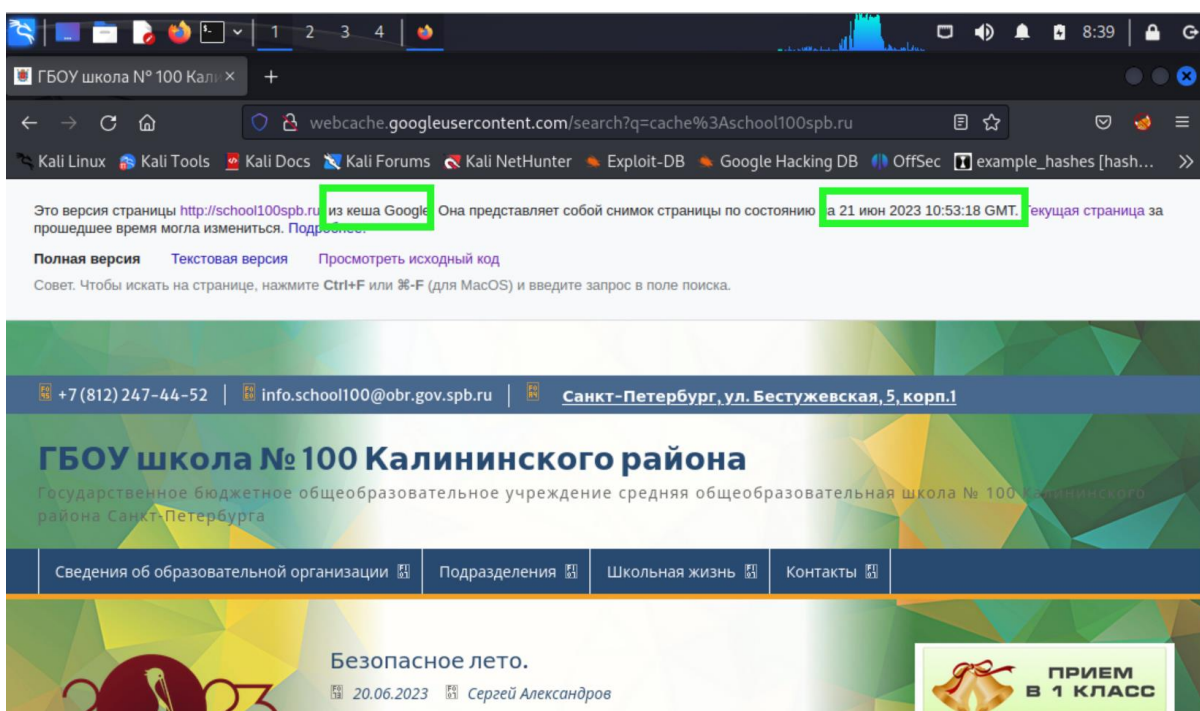 1 2 3 4 8:39
ГБОУ школа № 100 Кали
webcache.googleusercontent.com/search?q=cache%3Aschool100spb.ru
Kali Linux Kali Tools Kali Docs Kali Forums Kali NetHunter Exploit-DB Google Hacking DB OffSec example_hashes [hash…
Это версия страницы http://school100spb.ru из кеша Google. Она представляет собой снимок страницы по состоянию на 21 июн 2023 10:53:18 GMT. Текущая страница за
прошедшее время могла измениться. Подробнее.
Полная версия Текстовая версия Просмотреть исходный код
Совет. Чтобы искать на странице, нажмите Ctrl+F или ⌘-F (для MacOS) и введите запрос в поле поиска.
+7(812)247-44-52 info.school100@obr.gov.spb.ru Санкт-Петербург, ул. Бестужевская, 5, корп.1
ГБОУ школа № 100 Калининского района
Государственное бюджетное общеобразовательное учреждение средняя общеобразовательная школа № 100 Калининского
района Санкт-Петербурга
Сведения об образовательной организации Подразделения Школьная жизнь Контакты
Безопасное лето.
20.06.2023 Сергей Александров
ПРИЕМ
В 1 КЛАСС